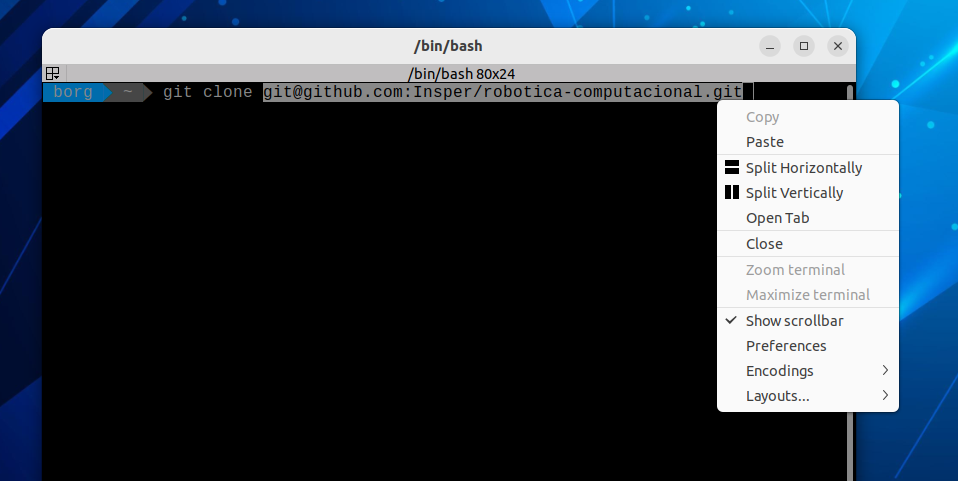 /bin/bash
/bin/bash 80x24
borg ~ git clone git@github.com:Insper/robotica-computacional.git
Copy
Paste
Split Horizontally
Split Vertically
Open Tab
Close
Zoom terminal
Maximize terminal
Show scrollbar
Preferences
Encodings
Layouts...